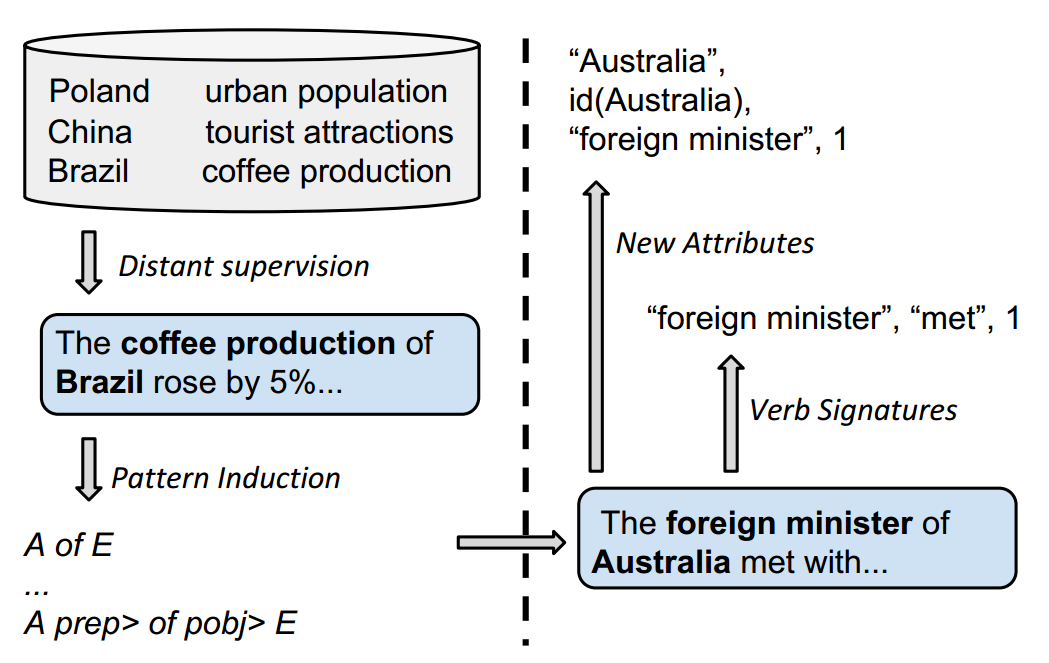 Poland urban population
China tourist attractions
Brazil coffee production
Distant supervision
The coffee production of
Brazil rose by 5%...
Pattern Induction
A of E
...
A prep> of pobj> E
“Australia”,
id(Australia),
“foreign minister”, 1
New Attributes
“foreign minister”, “met”, 1
Verb Signatures
The foreign minister of
Australia met with...